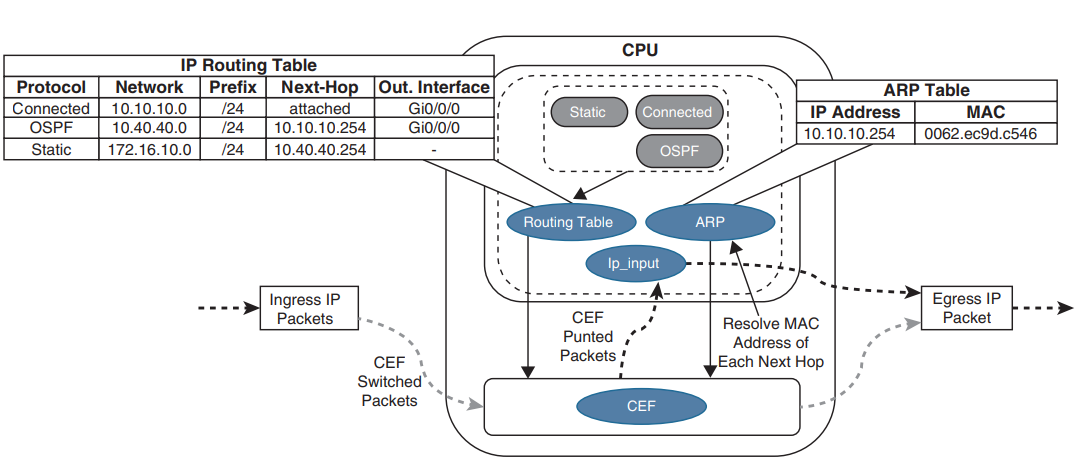 CPU
IP Routing Table
Protocol Network Prefix Next-Hop Out. Interface
Connected 10.10.10.0 /24 attached Gi0/0/0
OSPF 10.40.40.0 /24 10.10.10.254 Gi0/0/0
Static 172.16.10.0 /24 10.40.40.254 -
ARP Table
IP Address MAC
10.10.10.254 0062.ec9d.c546
Static
Connected
OSPF
Routing Table
ARP
Ip_input
Ingress IP
Packets
Egress IP
Packet
CEF
Punted
Packets
Resolve MAC
Address of
Each Next Hop
CEF
Switched
Packets
CEF